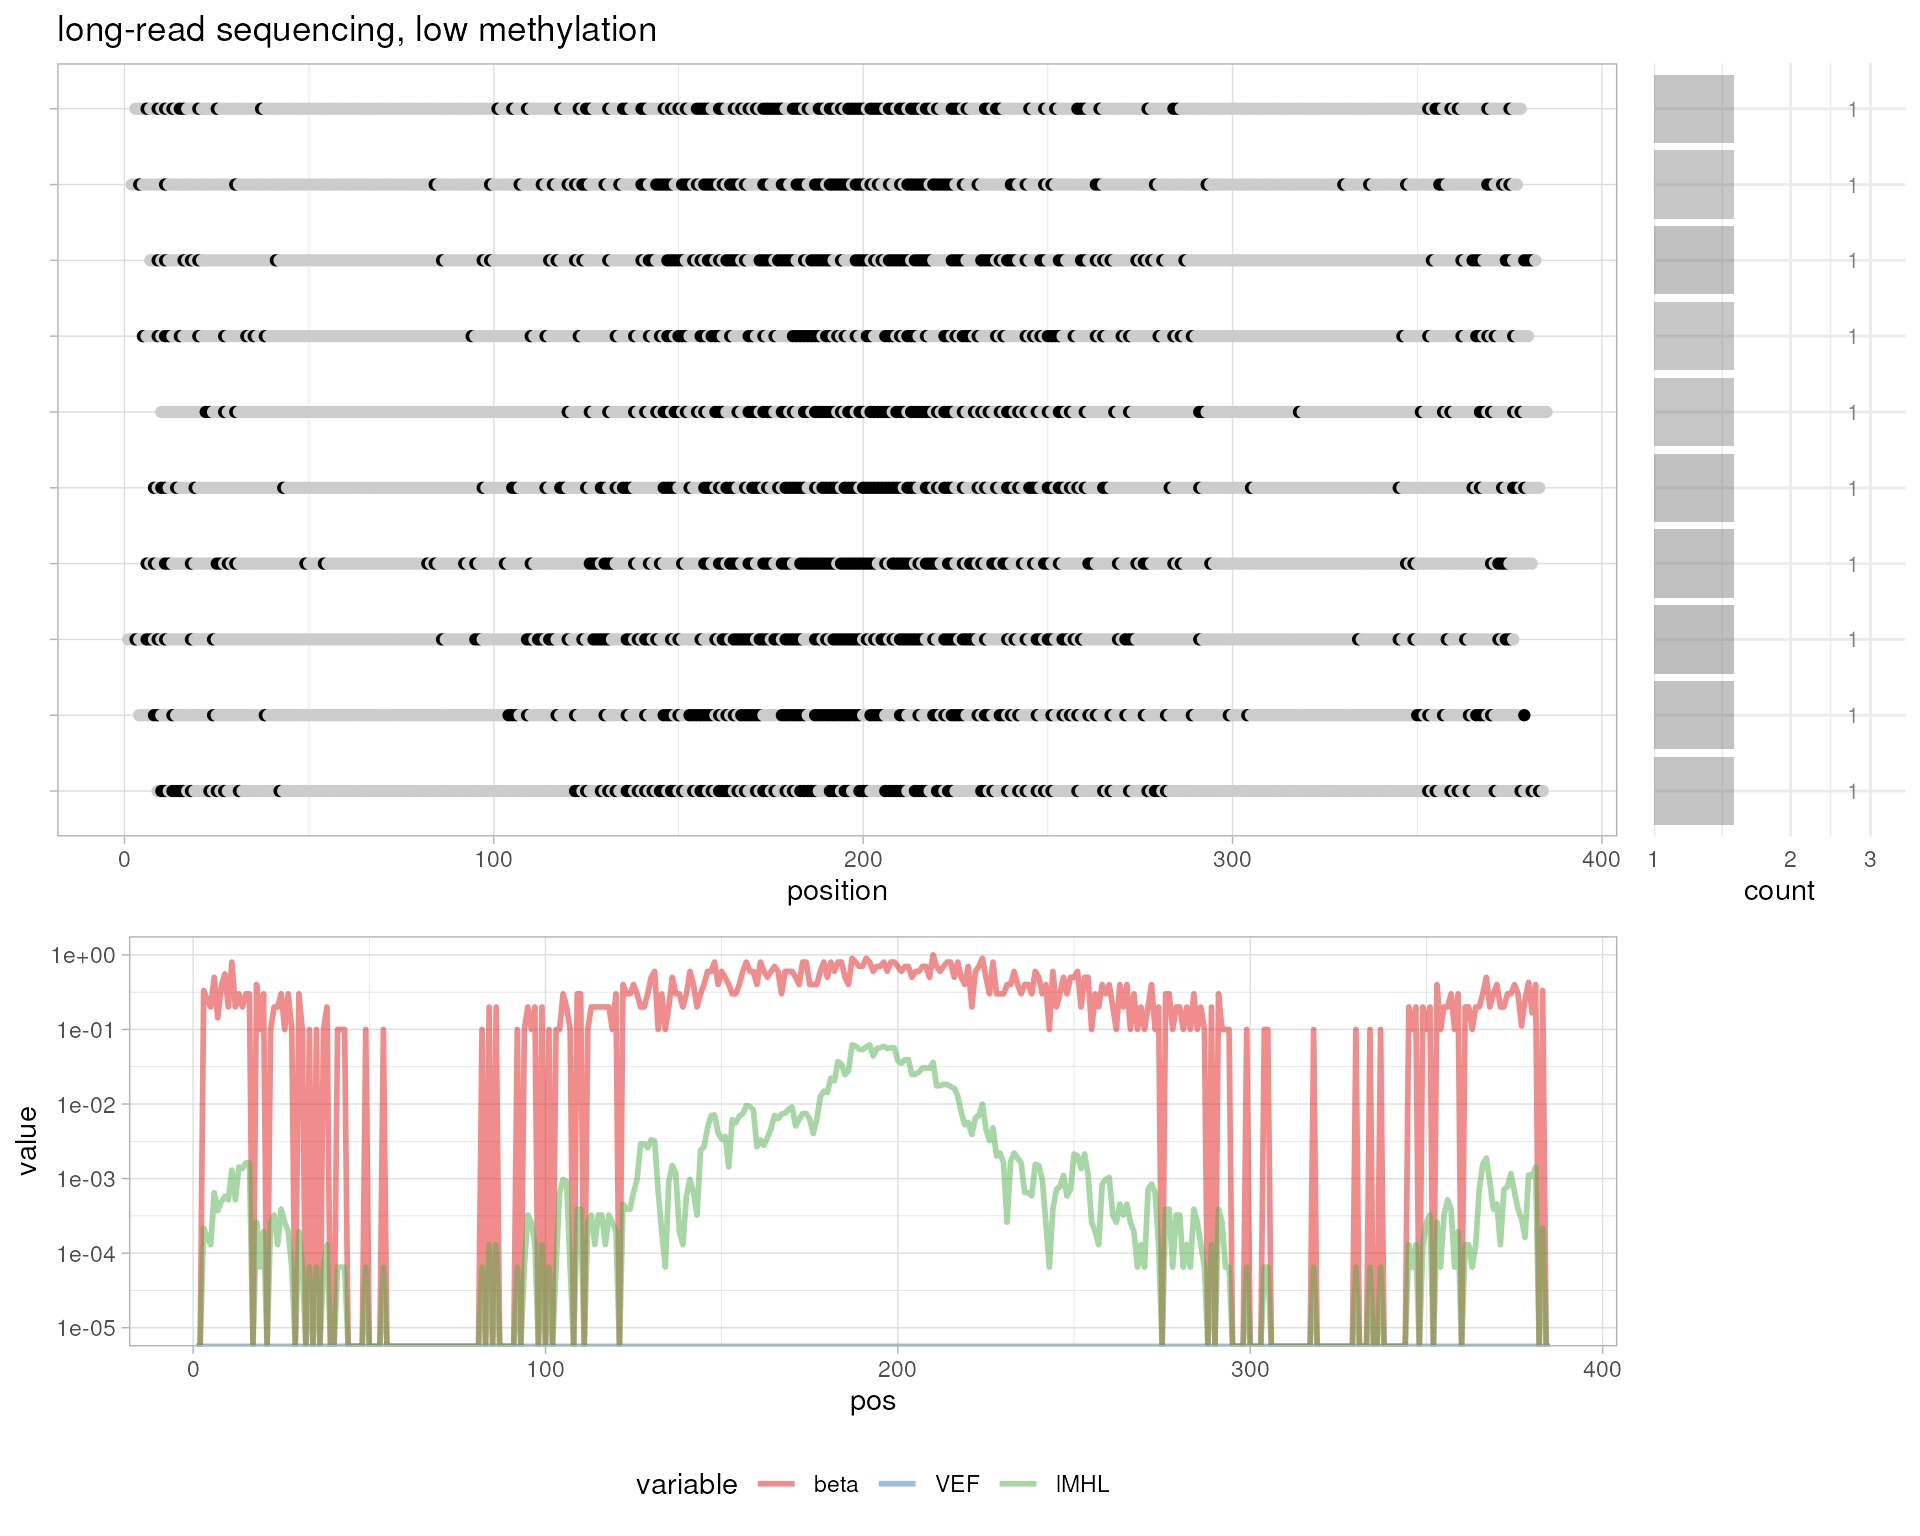 long-read sequencing, low methylation
1
1
1
1
1
1
1
1
1
1
0 100 200 300 400 1 2 3
position count
1e+00
1e-01
1e-02
1e-03
1e-04
1e-05
value
0 100 200 300 400
pos
variable beta VEF lMHL